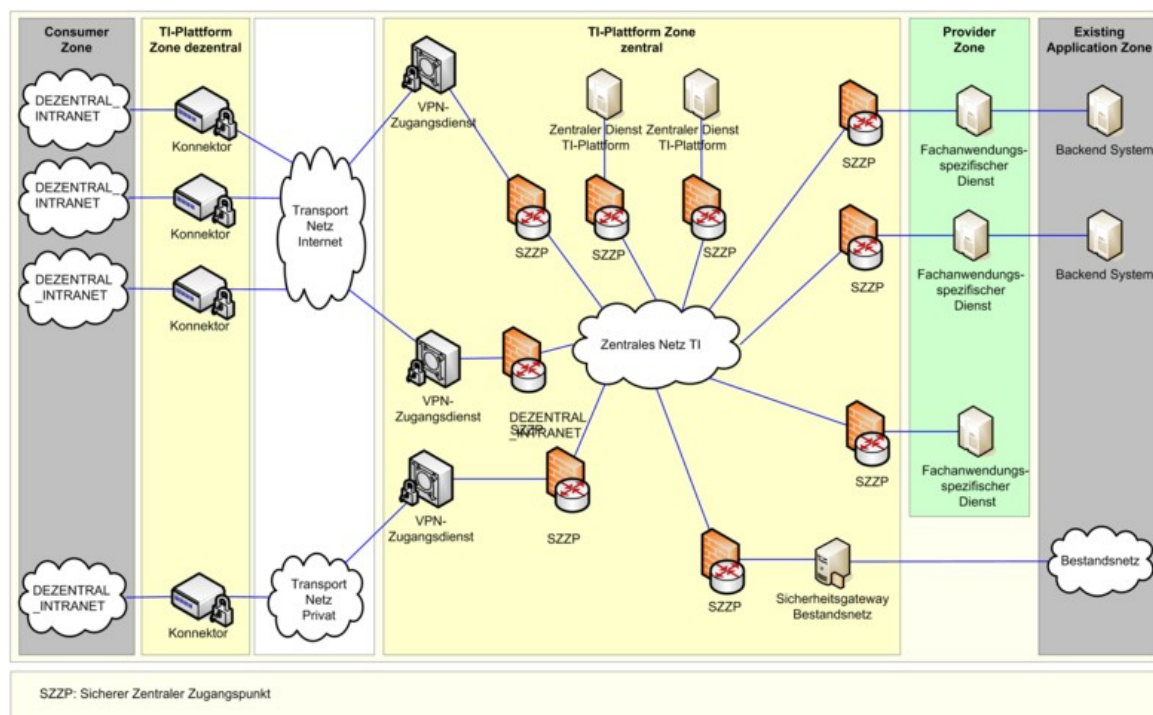 Consumer
Zone
TI-Plattform
Zone dezentral
TI-Plattform Zone
zentral
Provider
Zone
Existing
Application Zone
DEZENTRAL_
INTRANET
Konnektor
DEZENTRAL_
INTRANET
Konnektor
DEZENTRAL
_INTRANET
Konnektor
DEZENTRAL
_INTRANET
Konnektor
Transport
Netz
Internet
Transport
Netz
Privat
VPN-
Zugangsdienst
SZZP
Zentraler Dienst
TI-Plattform
SZZP
Zentraler Dienst
TI-Plattform
SZZP
VPN-
Zugangsdienst
DEZENTRAL
_INTRANET
SZZP
VPN-
Zugangsdienst
SZZP
Zentrales Netz TI
SZZP
Fachanwendungs-
spezifischer
Dienst
Backend System
SZZP
Fachanwendungs-
spezifischer
Dienst
Backend System
SZZP
Fachanwendungs-
spezifischer
Dienst
SZZP
Sicherheitsgateway
Bestandsnetz
Bestandsnetz
SZZP: Sicherer Zentraler Zugangspunkt